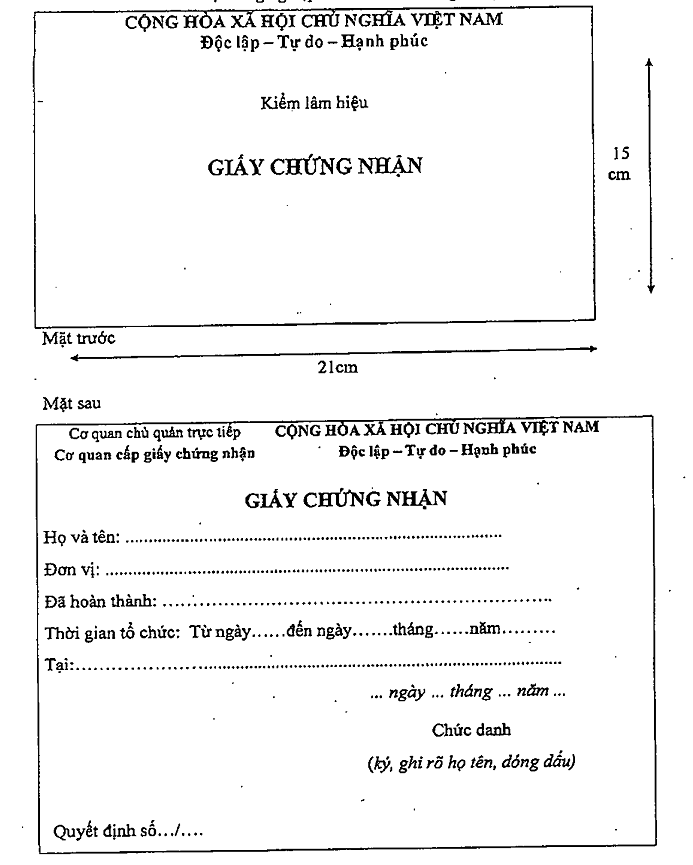 CỘNG HÒA XÃ HỘI CHỦ NGHĨA VIỆT NAM
Độc lập – Tự do – Hạnh phúc
Kiểm lâm hiệu
GIẤY CHỨNG NHẬN
15
cm
Mặt trước
21cm
Mặt sau
Cơ quan chủ quản trực tiếp CỘNG HÒA XÃ HỘI CHỦ NGHĨA VIỆT NAM
Cơ quan cấp giấy chứng nhận Độc lập – Tự do – Hạnh phúc
GIẤY CHỨNG NHẬN
Họ và tên: ................................................................................
Đơn vị: ....................................................................................
Đã hoàn thành: ...........................................................................
Thời gian tổ chức: Từ ngày......đến ngày.......tháng......năm.........
Tại:.........................................................................................
... ngày ... tháng ... năm ...
Chức danh
(ký, ghi rõ họ tên, đóng dấu)
Quyết định số.../....